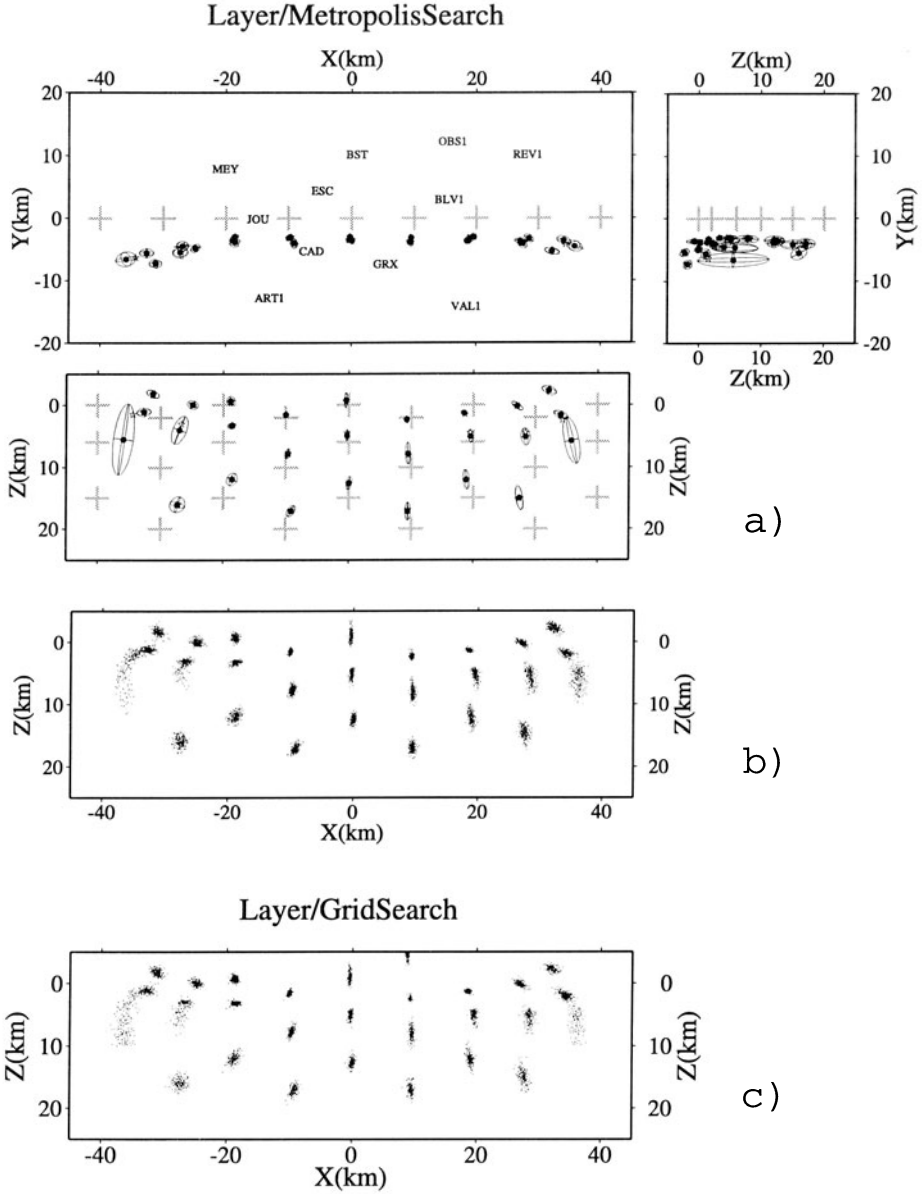 Layer/MetropolisSearch
X(km)
-40 -20 0 20 40
Z(km)
0 10 20
20
10
0
-10
-20
Y(km)
MEY
BST
OBS1
REV1
ESC
BLV1
JOU
CAD
GRX
ART1
VAL1
20
10
0
-10
-20
Y(km)
0 10 20
Z(km)
0
10
20
Z(km)
0
10
20
Z(km)
a)
0
10
20
Z(km)
0
10
20
Z(km)
b)
-40 -20 0 20 40
X(km)
Layer/GridSearch
0
10
20
Z(km)
0
10
20
Z(km)
c)
-40 -20 0 20 40
X(km)